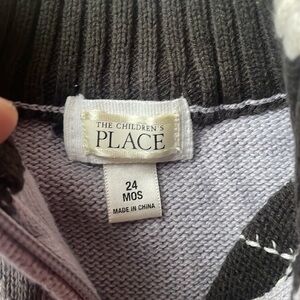 THE CHILDREN'S
PLACE
24
MOS
MADE IN CHINA